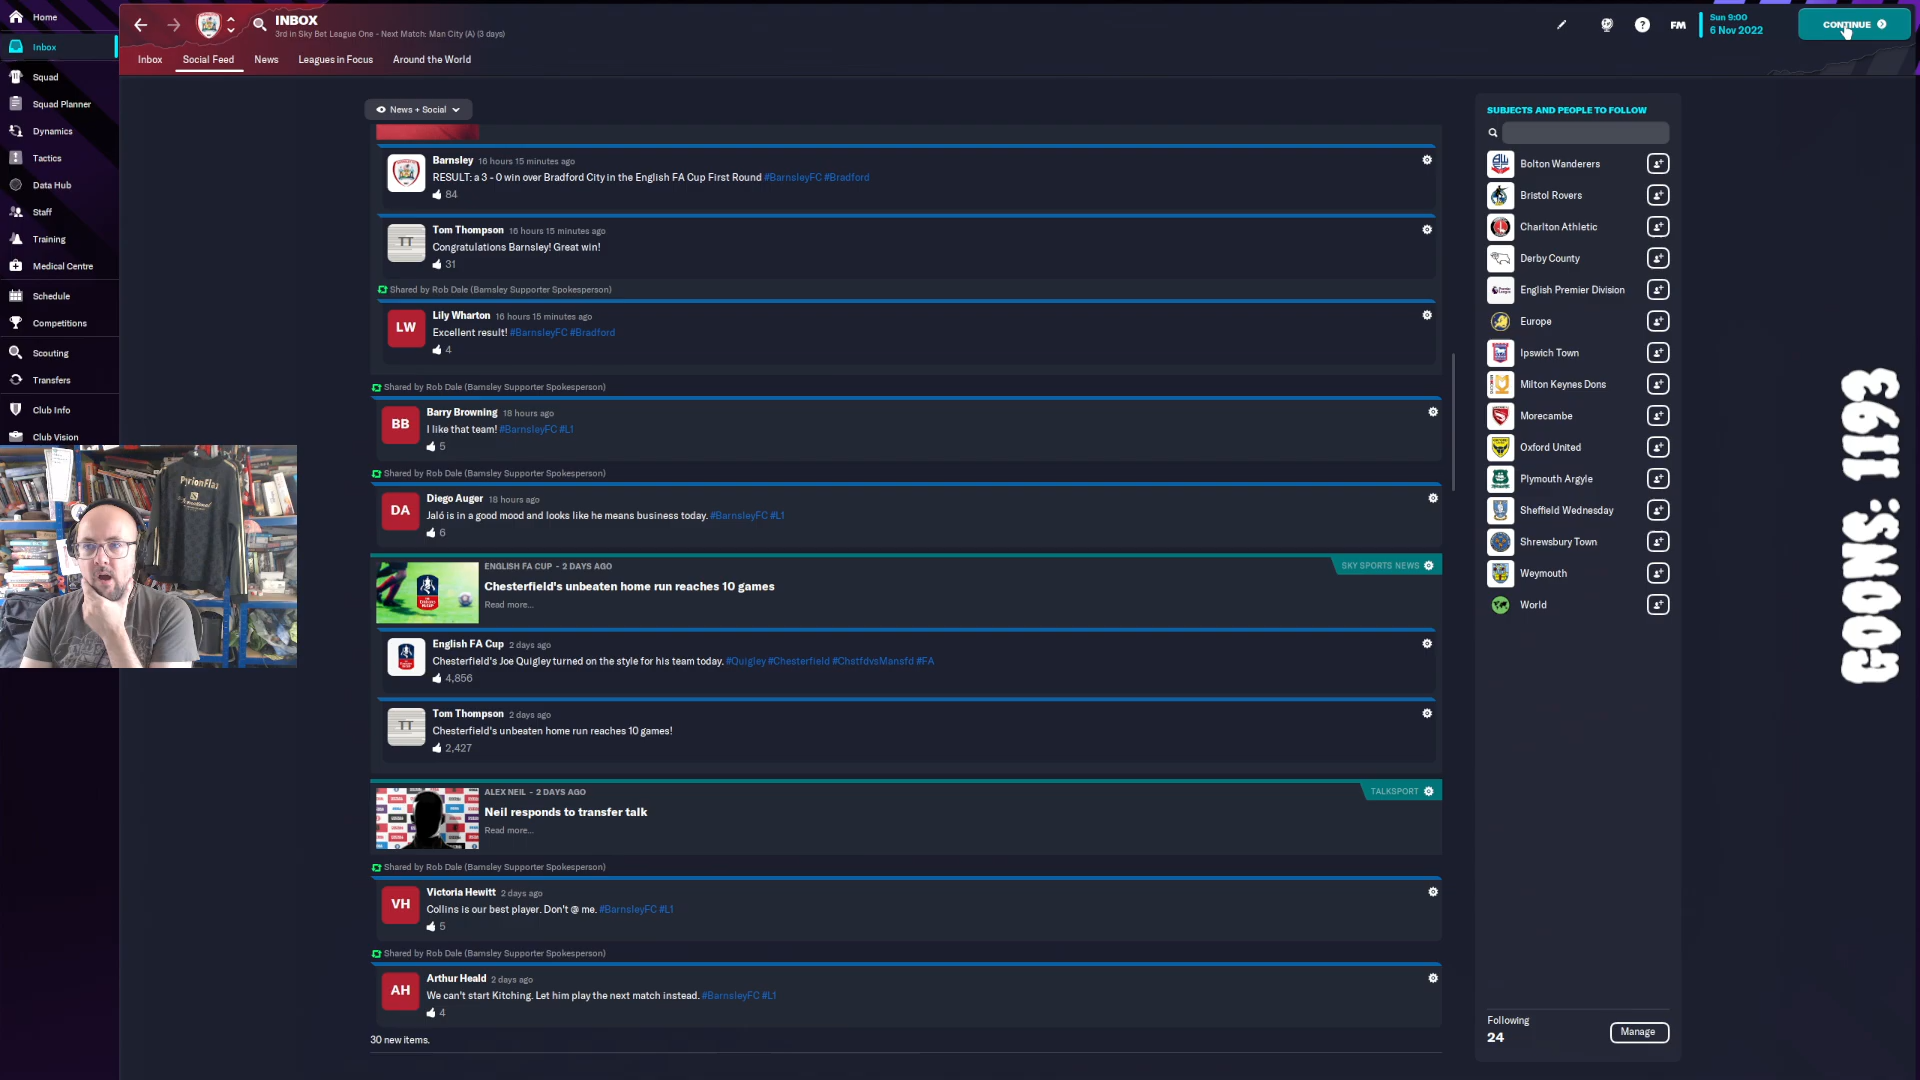 Home
Inbox
Squad
Squad Planner
Dynamics
Tactics
Data Hub
Staff
Training
Medical Centre
Schedule
Competitions
Scouting
Transfers
Club Info
Club Vision
INBOX
3rd in Sky Bet League One - Next Match: Man City (A) (3 days)
Inbox Social Feed News Leagues in Focus Around the World
FM
Sun 9:00
6 Nov 2022
CONTINUE
News + Social
Barnsley 16 hours 15 minutes ago
RESULT: a 3 - 0 win over Bradford City in the English FA Cup First Round #BarnsleyFC #Bradford
84
TT
Tom Thompson 16 hours 15 minutes ago
Congratulations Barnsley! Great win!
31
Shared by Rob Dale (Barnsley Supporter Spokesperson)
LW
Lily Wharton 16 hours 15 minutes ago
Excellent result! #BarnsleyFC #Bradford
4
Shared by Rob Dale (Barnsley Supporter Spokesperson)
BB
Barry Browning 18 hours ago
I like that team! #BarnsleyFC #L1
5
Shared by Rob Dale (Barnsley Supporter Spokesperson)
DA
Diego Auger 18 hours ago
Jaló is in a good mood and looks like he means business today. #BarnsleyFC #L1
6
ENGLISH FA CUP - 2 DAYS AGO
SKY SPORTS NEWS
Chesterfield's unbeaten home run reaches 10 games
Read more...
English FA Cup 2 days ago
Chesterfield's Joe Quigley turned on the style for his team today. #Quigley #Chesterfield #ChstfdvsMansfd #FA
4,856
TT
Tom Thompson 2 days ago
Chesterfield's unbeaten home run reaches 10 games!
2,427
ALEX NEIL - 2 DAYS AGO
TALKSPORT
Neil responds to transfer talk
Read more...
Shared by Rob Dale (Barnsley Supporter Spokesperson)
VH
Victoria Hewitt 2 days ago
Collins is our best player. Don't @ me. #BarnsleyFC #L1
5
Shared by Rob Dale (Barnsley Supporter Spokesperson)
AH
Arthur Heald 2 days ago
We can't start Kitching. Let him play the next match instead. #BarnsleyFC #L1
4
30 new items.
SUBJECTS AND PEOPLE TO FOLLOW
Bolton Wanderers
Bristol Rovers
Charlton Athletic
Derby County
English Premier Division
Europe
Ipswich Town
Milton Keynes Dons
Morecambe
Oxford United
Plymouth Argyle
Sheffield Wednesday
Shrewsbury Town
Weymouth
World
Following
24
Manage
GOONS: 1163
PyrionFlax